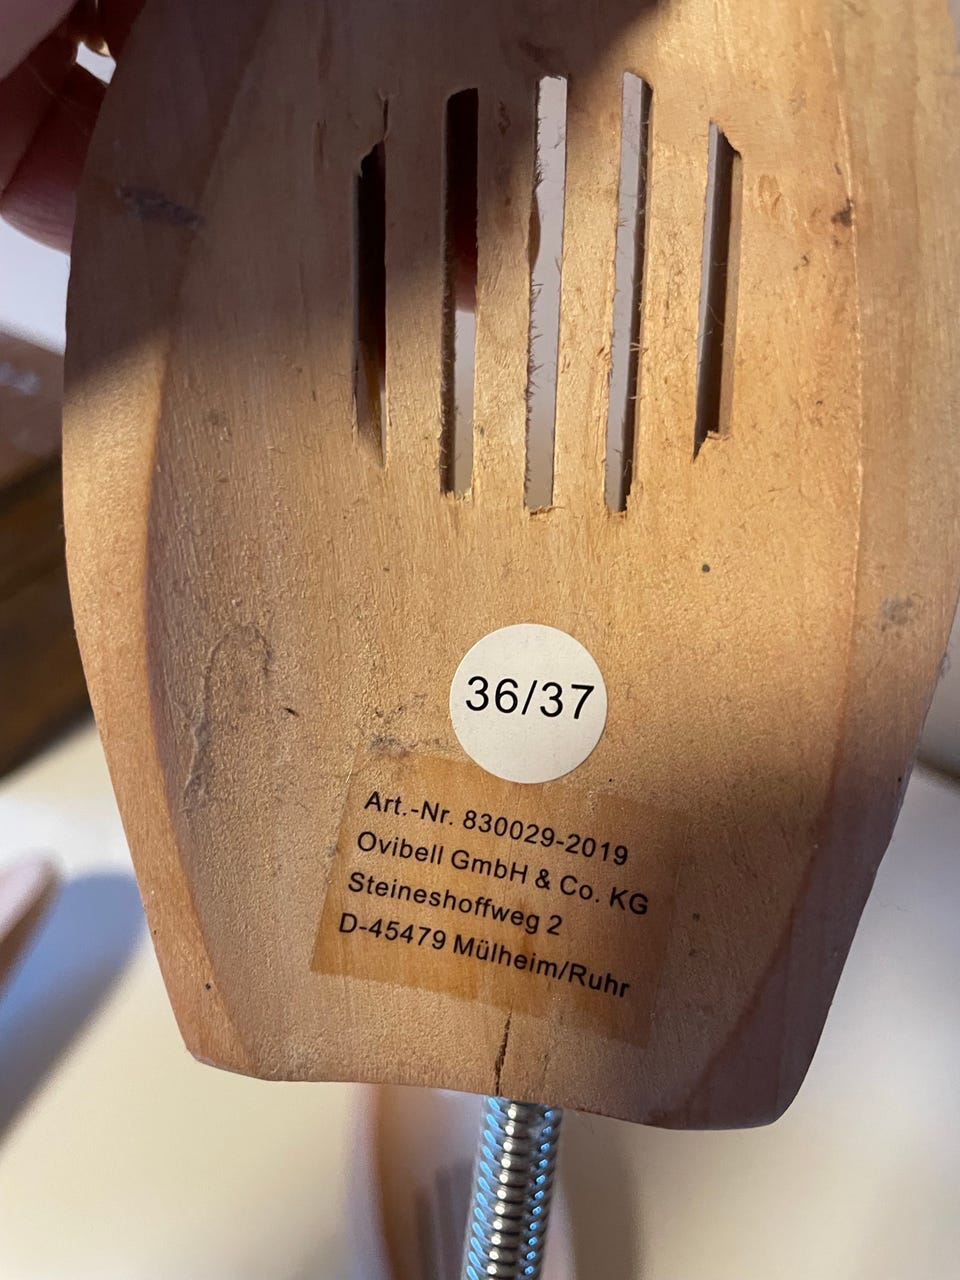 36/37
Art.-Nr. 830029-2019
Ovibell GmbH & Co. KG
Steineshoffweg 2
D-45479 Mülheim/Ruhr